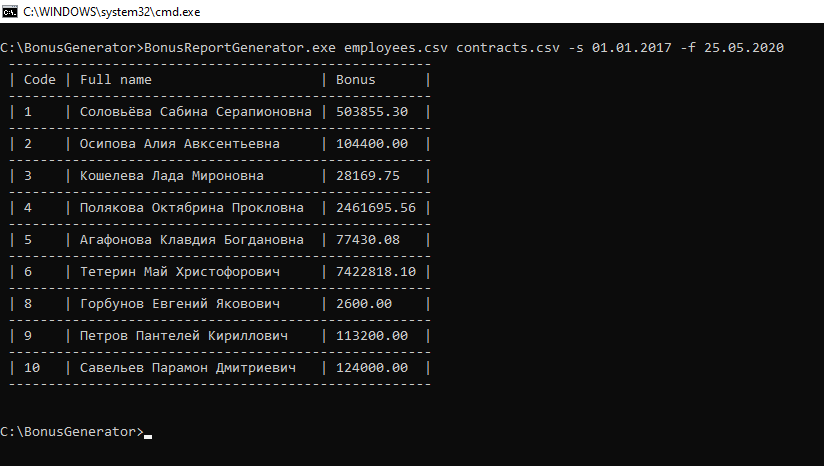 C:\WINDOWS\system32\cmd.exe
C:\BonusGenerator>BonusReportGenerator.exe employees.csv contracts.csv -s 01.01.2017 -f 25.05.2020
-----------------------------------------------------
| Code | Full name                     | Bonus      |
-----------------------------------------------------
| 1    | Соловьёва Сабина Серапионовна | 503855.30  |
-----------------------------------------------------
| 2    | Осипова Алия Авксентьевна     | 104400.00  |
-----------------------------------------------------
| 3    | Кошелева Лада Мироновна       | 28169.75   |
-----------------------------------------------------
| 4    | Полякова Октябрина Прокловна  | 2461695.56 |
-----------------------------------------------------
| 5    | Агафонова Клавдия Богдановна  | 77430.08   |
-----------------------------------------------------
| 6    | Тетерин Май Христофорович     | 7422818.10 |
-----------------------------------------------------
| 8    | Горбунов Евгений Яковович     | 2600.00    |
-----------------------------------------------------
| 9    | Петров Пантелей Кириллович    | 113200.00  |
-----------------------------------------------------
| 10   | Савельев Парамон Дмитриевич   | 124000.00  |
-----------------------------------------------------
C:\BonusGenerator>